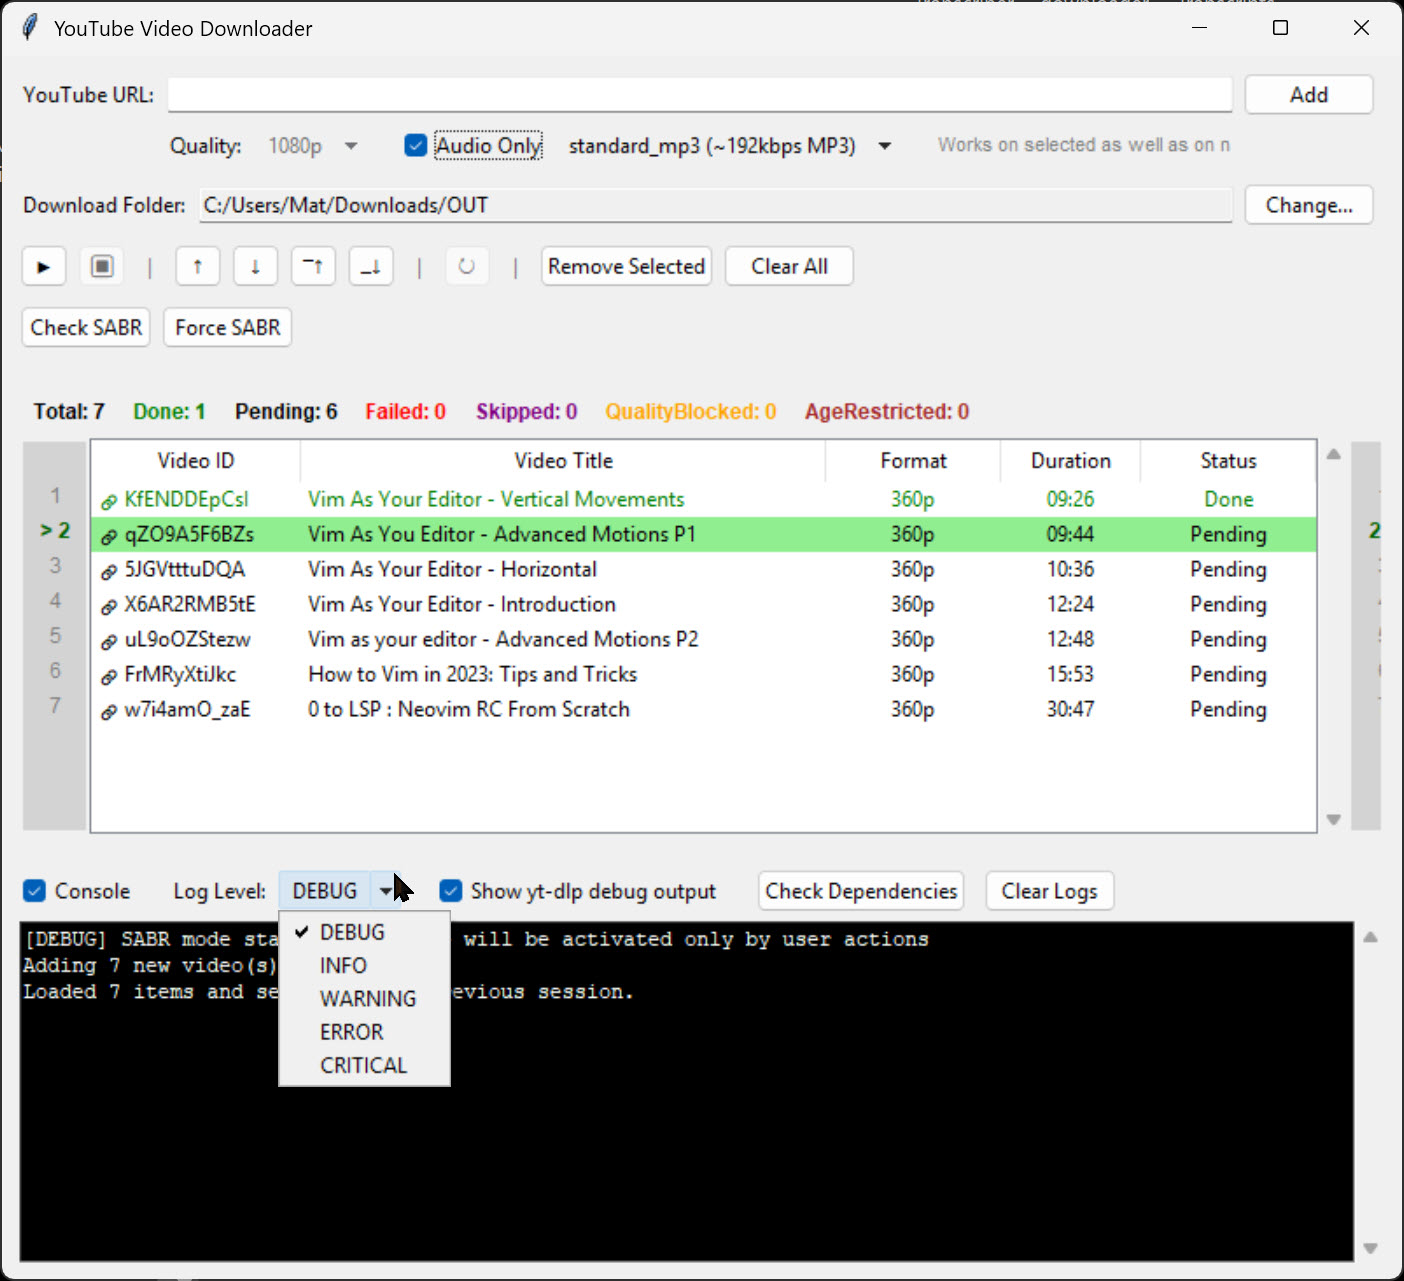 YouTube Video Downloader
YouTube URL: Add
Quality: 1080p Audio Only standard_mp3 (~192kbps MP3) Works on selected as well as on n
Download Folder: C:/Users/Mat/Downloads/OUT Change...
Remove Selected Clear All
Check SABR Force SABR
Total: 7 Done: 1 Pending: 6 Failed: 0 Skipped: 0 QualityBlocked: 0 AgeRestricted: 0
Video ID Video Title Format Duration Status
1 KfENDDEpCsI Vim As Your Editor - Vertical Movements 360p 09:26 Done
> 2 qZO9A5F6BZs Vim As You Editor - Advanced Motions P1 360p 09:44 Pending 2
3 5JGVtttuDQA Vim As Your Editor - Horizontal 360p 10:36 Pending
4 X6AR2RMB5tE Vim As Your Editor - Introduction 360p 12:24 Pending
5 uL9oOZStezw Vim as your editor - Advanced Motions P2 360p 12:48 Pending
6 FrMRyXtiJkc How to Vim in 2023: Tips and Tricks 360p 15:53 Pending
7 w7i4amO_zaE 0 to LSP : Neovim RC From Scratch 360p 30:47 Pending
Console Log Level: DEBUG Show yt-dlp debug output Check Dependencies Clear Logs
DEBUG
INFO
WARNING
ERROR
CRITICAL
[DEBUG] SABR mode sta will be activated only by user actions
Adding 7 new video(s)
Loaded 7 items and se evious session.